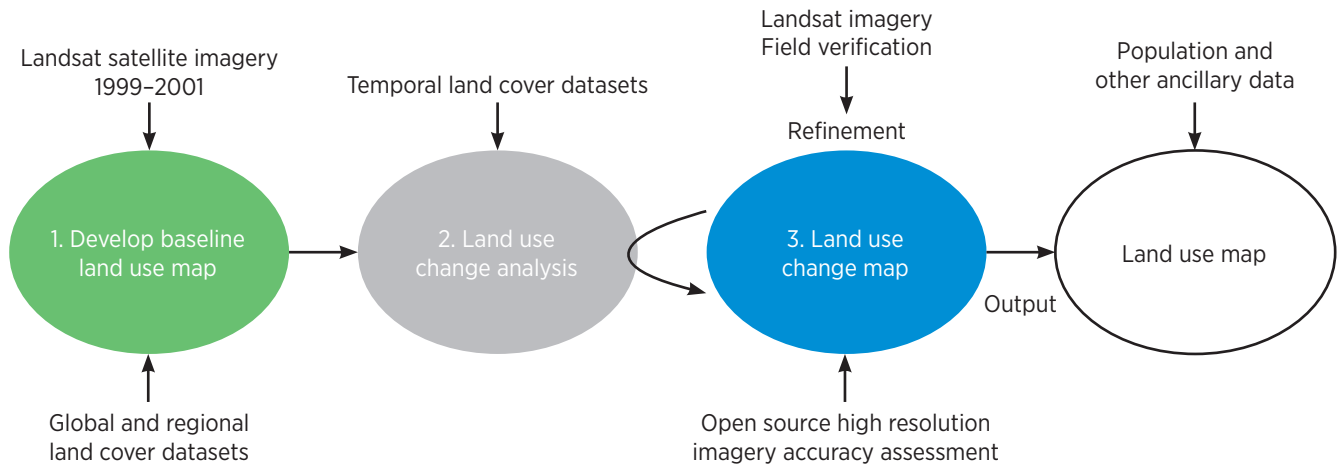 Landsat satellite imagery
1999–2001
1. Develop baseline
land use map
Global and regional
land cover datasets
Temporal land cover datasets
2. Land use
change analysis
Landsat imagery
Field verification
Refinement
3. Land use
change map
Open source high resolution
imagery accuracy assessment
Output
Population and
other ancillary data
Land use map